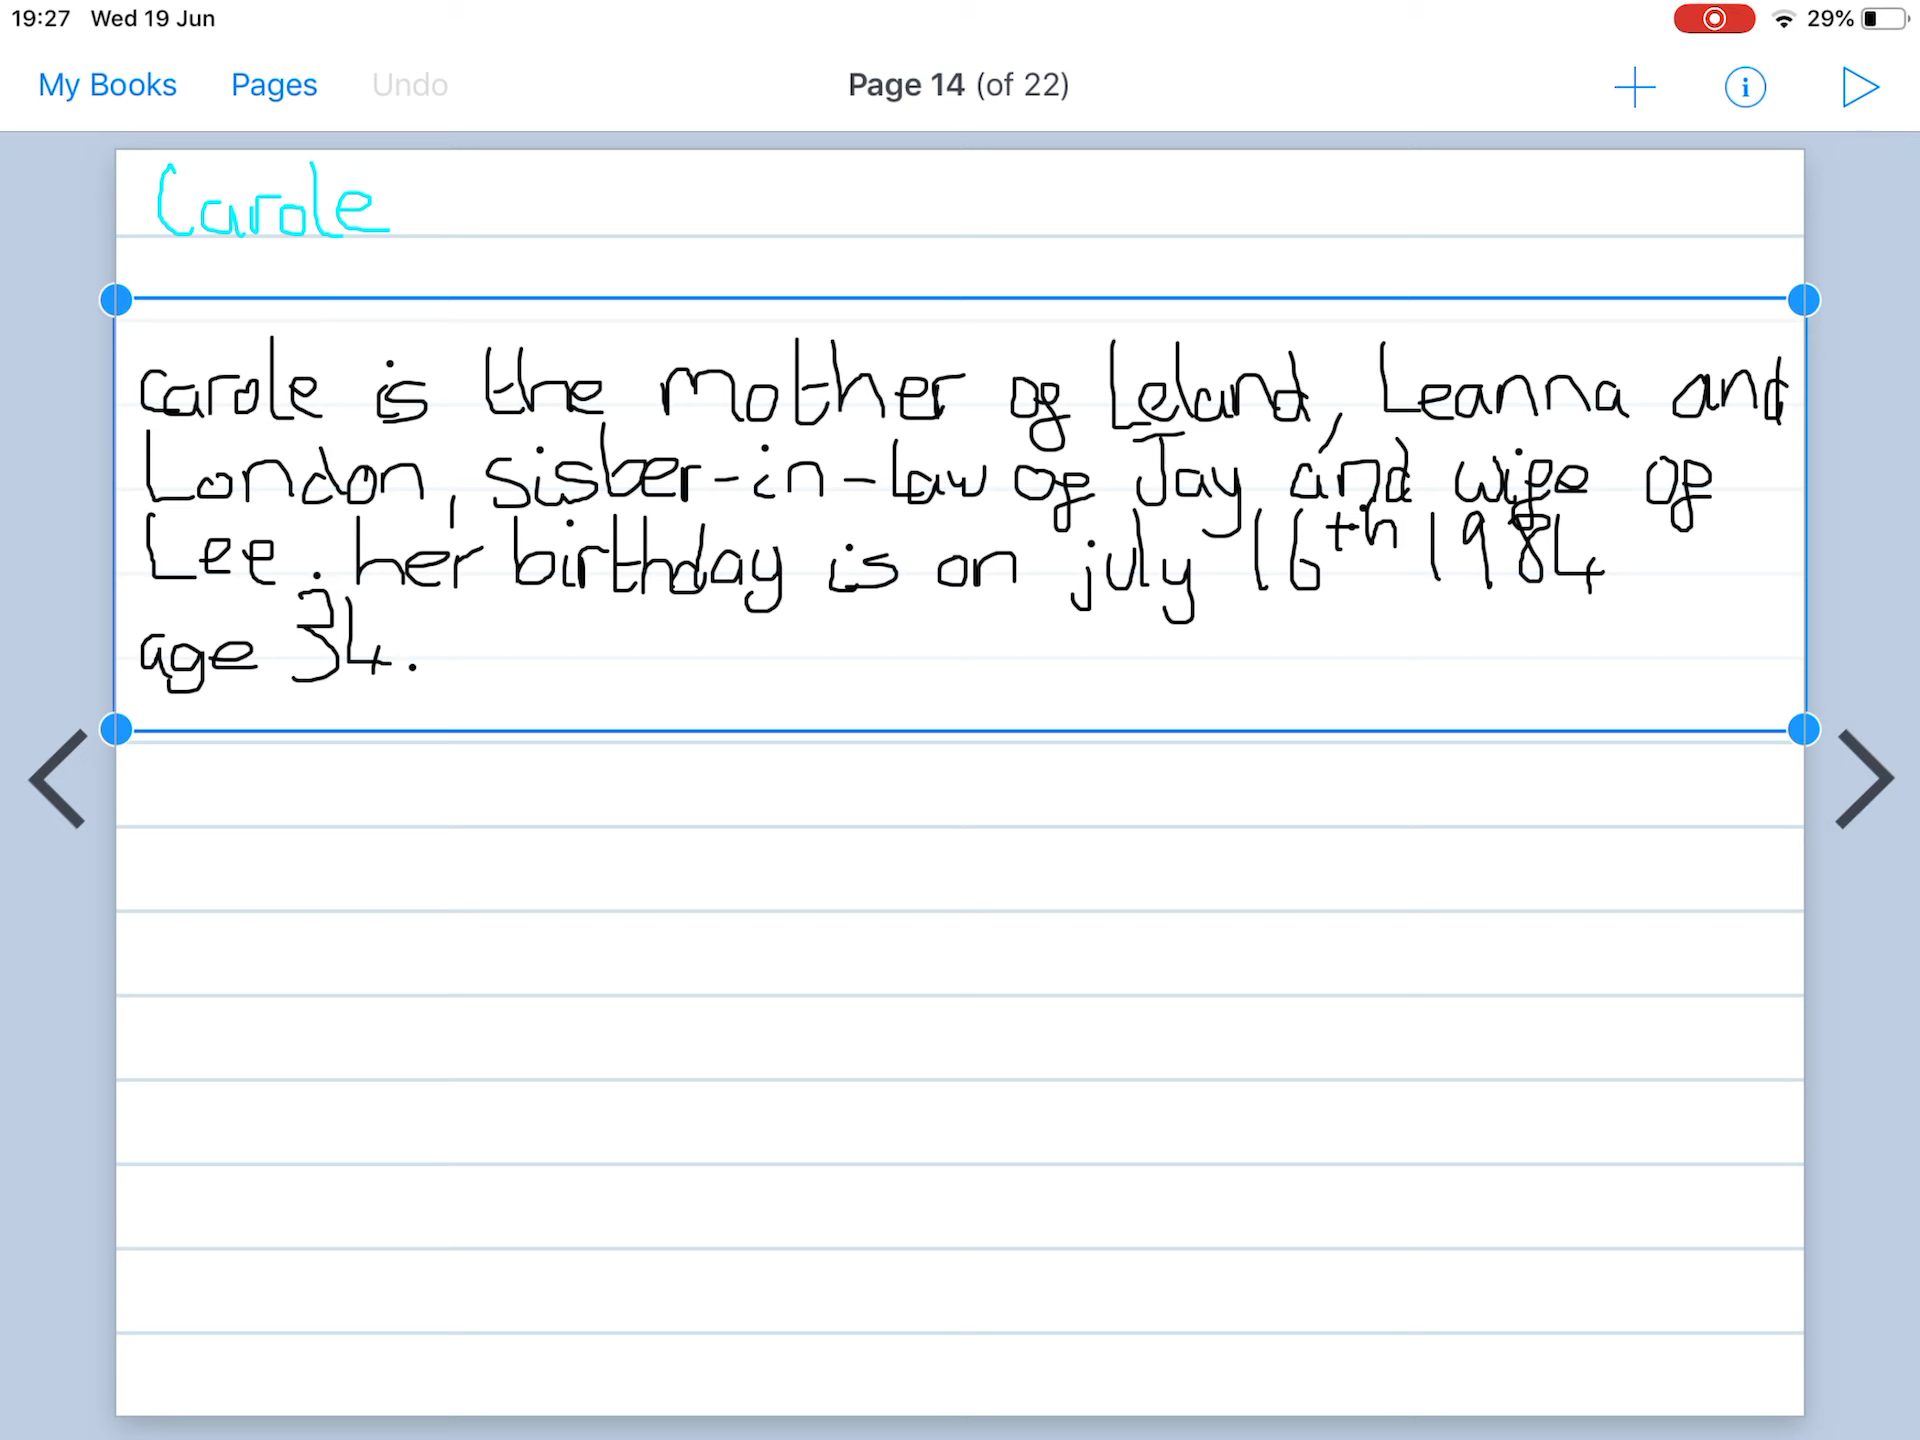 19:27 Wed 19 Jun 29%
My Books Pages Undo Page 14 (of 22)
Carole
Carole is the mother of Leland, Leanna and
London, sister-in-law of Jay and wife of
Lee. her birthday is on july 16th 1984
age 34.